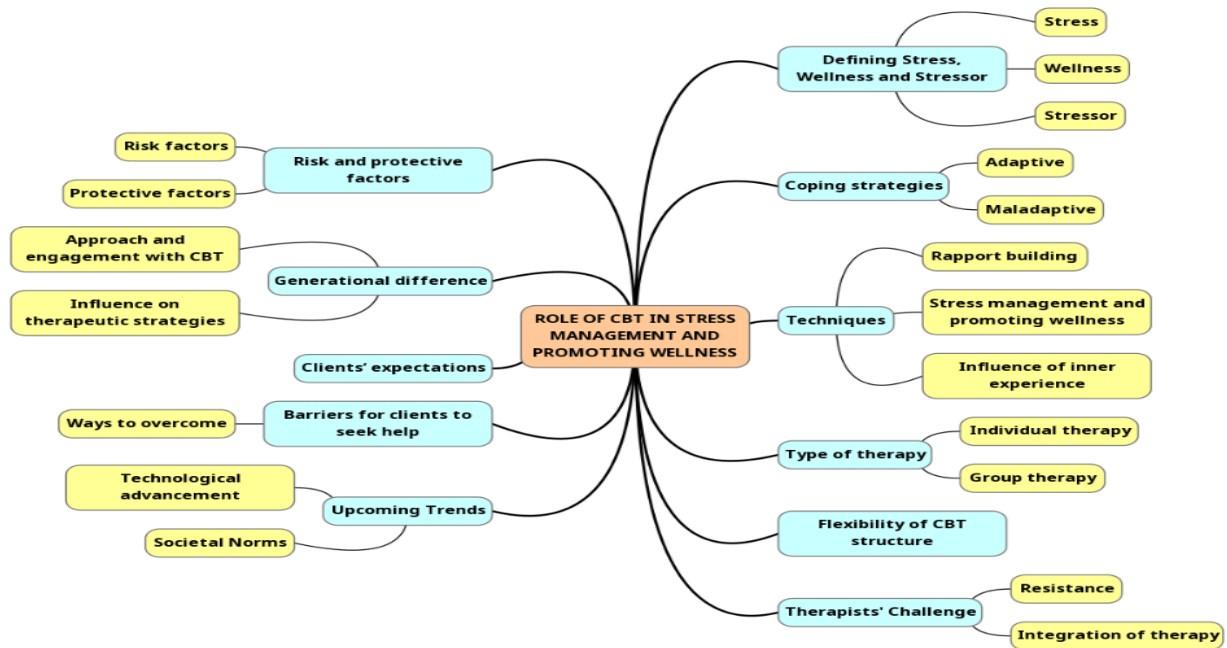 Stress
Defining Stress,
Wellness and Stressor
Wellness
Stressor
Risk factors
Risk and protective
factors
Protective factors
Adaptive
Coping strategies
Maladaptive
Approach and
engagement with CBT
Generational difference
Influence on
therapeutic strategies
Rapport building
Techniques
Stress management and
promoting wellness
Influence of inner
experience
ROLE OF CBT IN STRESS
MANAGEMENT AND
PROMOTING WELLNESS
Clients’ expectations
Ways to overcome
Barriers for clients to
seek help
Individual therapy
Type of therapy
Group therapy
Technological
advancement
Upcoming Trends
Societal Norms
Flexibility of CBT
structure
Resistance
Therapists' Challenge
Integration of therapy